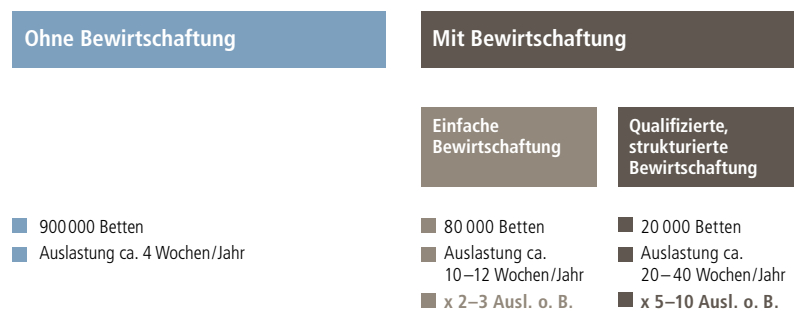 Ohne Bewirtschaftung
Mit Bewirtschaftung
Einfache
Bewirtschaftung
Qualifizierte,
strukturierte
Bewirtschaftung
900 000 Betten
Auslastung ca. 4 Wochen/Jahr
80 000 Betten
Auslastung ca.
10–12 Wochen/Jahr
x 2–3 Ausl. o. B.
20 000 Betten
Auslastung ca.
20–40 Wochen/Jahr
x 5–10 Ausl. o. B.